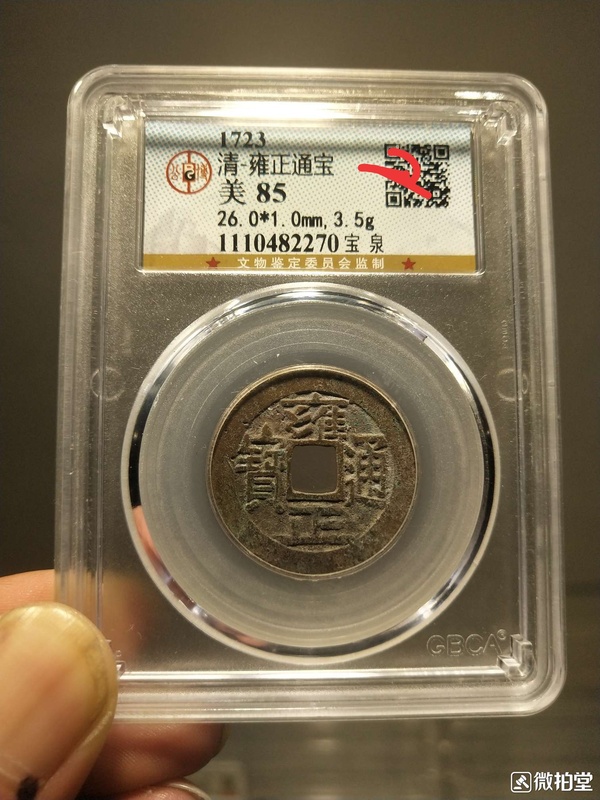 1723
清-雍正通宝
美 85
26.0*1.0mm, 3.5g
1110482270 宝 泉
★ 文物鉴定委员会监制 ★
雍
寶 通
正
GBCA
微拍堂